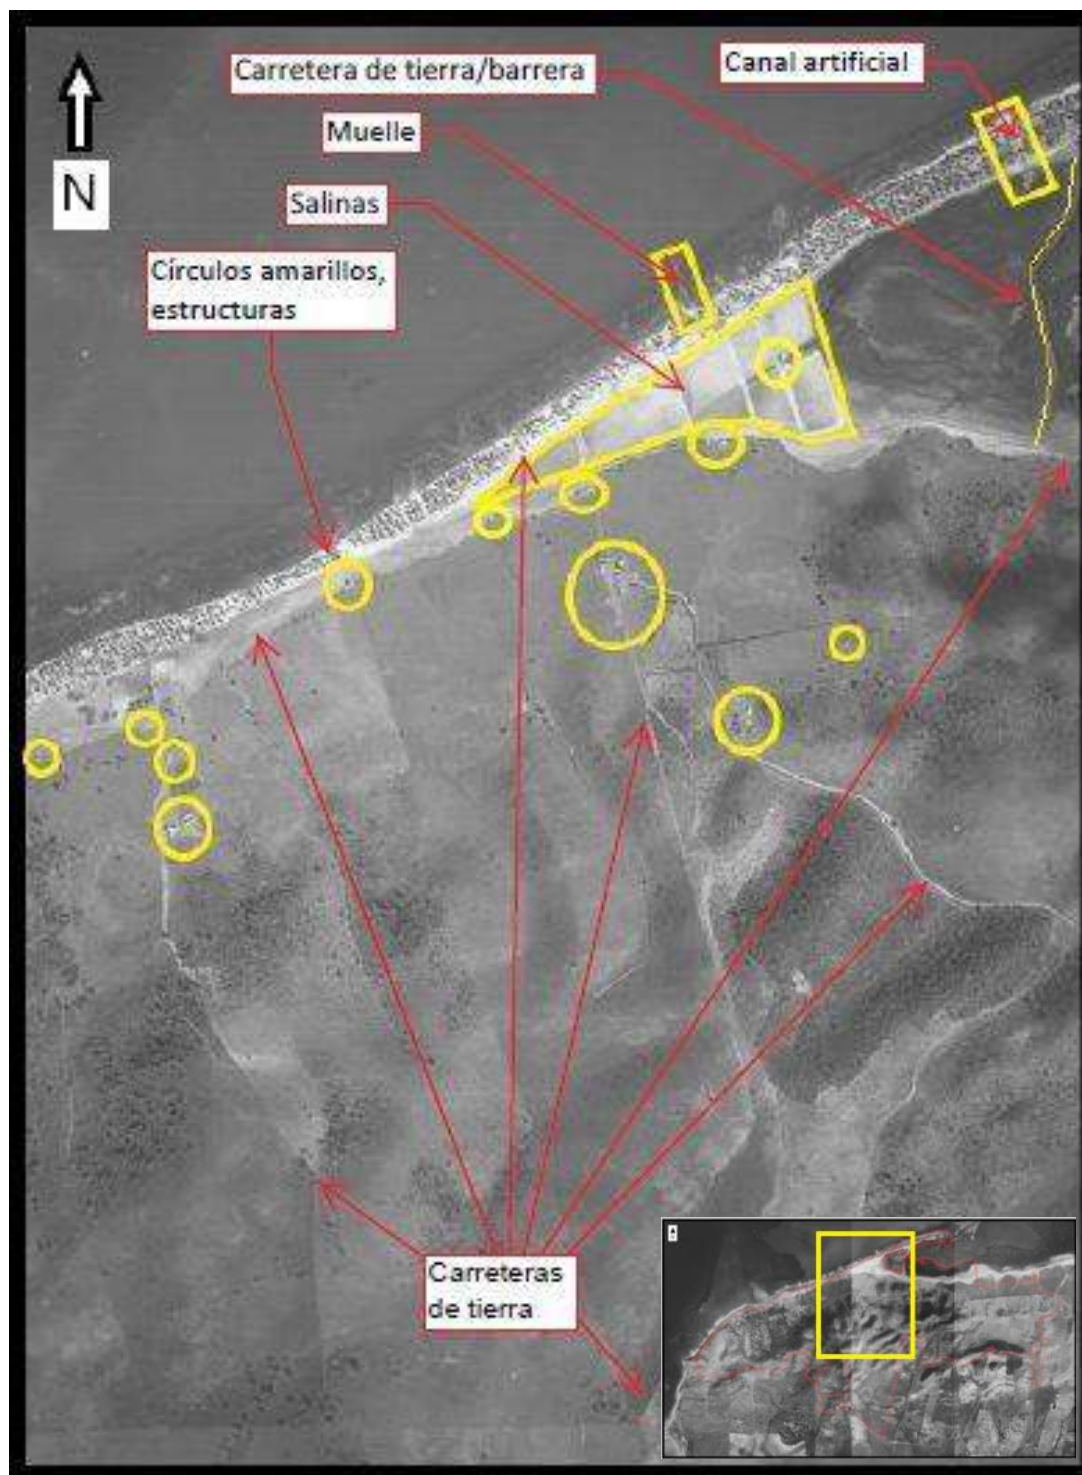 Carretera de tierra/barrera
Canal artificial
Muelle
N
Salinas
Círculos amarillos,
estructuras
Carreteras
de tierra